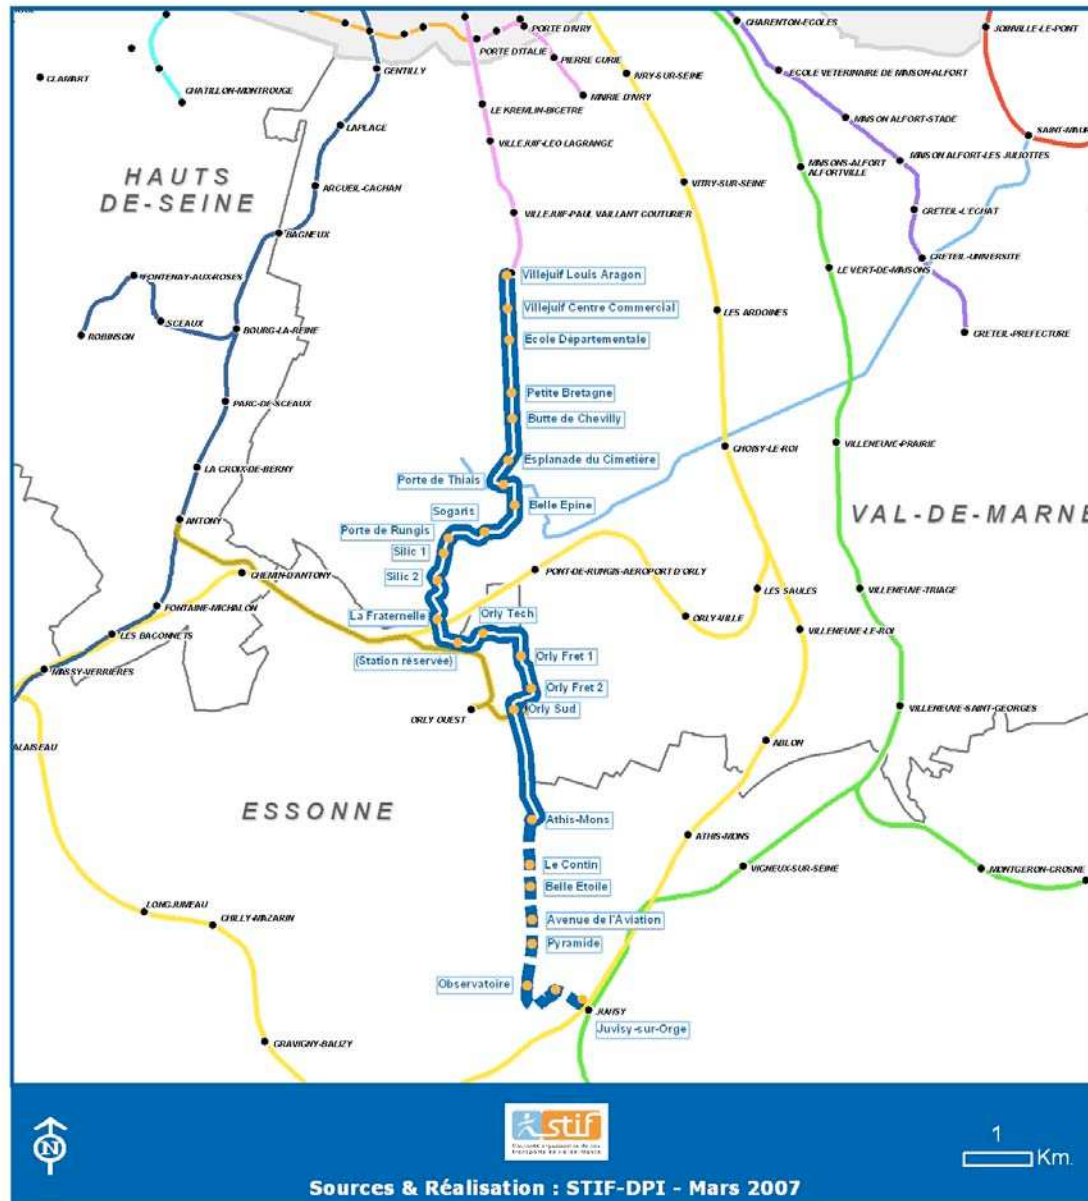 CHARENTON-ECOLES
JOINVILLE-LE-PONT
PORTE D'IVRY
PORTE D'ITALIE
PIERRE CURIE
GENTILLY
IVRY-SUR-SEINE
ECOLE VETERINAIRE DE MAISON-ALFORT
CLAMART
CHATILLON-MONTROUGE
MAIRIE D'IVRY
LE KREMLIN-BICETRE
MAISON ALFORT-STADE
LAPLACE
SAINT-MAUR
VILLEJUIF-LEO LAGRANGE
MAISON ALFORT-LES JULIOTTES
MAISONS-ALFORT
ALFORTVILLE
HAUTS
DE-SEINE
ARCUEIL-CACHAN
VITRY-SUR-SEINE
CRETEIL-L'ECHAT
VILLEJUIF-PAUL VAILLANT COUTURIER
BAGNEUX
CRETEIL-UNIVERSITE
LE VERT-DE-MAISONS
FONTENAY-AUX-ROSES
Villejuif Louis Aragon
Villejuif Centre Commercial
LES ARDOINES
SCEAUX
BOURG-LA-REINE
ROBINSON
CRETEIL-PREFECTURE
Ecole Départementale
Petite Bretagne
PARC-DE-SCEAUX
Butte de Chevilly
VILLENEUVE-PRAIRIE
CHOISY-LE-ROI
Esplanade du Cimetière
LA CROIX-DE-BERNY
Porte de Thiais
Belle Epine
Sogaris
VAL-DE-MARNE
ANTONY
Porte de Rungis
Silic 1
CHEMIN-D'ANTONY
PONT-DE-RUNGIS-AEROPORT D'ORLY
Silic 2
LES SAULES
VILLENEUVE-TRIAGE
FONTAINE-MICHALON
La Fraternelle
ORLY-VILLE
Orly Tech
VILLENEUVE-LE-ROI
LES BACONNETS
(Station réservée)
Orly Fret 1
MASSY-VERRIERES
Orly Fret 2
ORLY OUEST
Orly Sud
VILLENEUVE-SAINT-GEORGES
ALAISEAU
ABLON
ESSONNE
Athis-Mons
ATHIS-MONS
Le Contin
VIGNEUX-SUR-SEINE
MONTGERON-CROSNE
Belle Etoile
LONGJUMEAU
CHILLY-MAZARIN
Avenue de l'Aviation
Pyramide
Observatoire
JUVISY
Juvisy-sur-Orge
GRAVIGNY-BALIZY
N
stif
1
Km.
Sources & Réalisation : STIF-DPI - Mars 2007